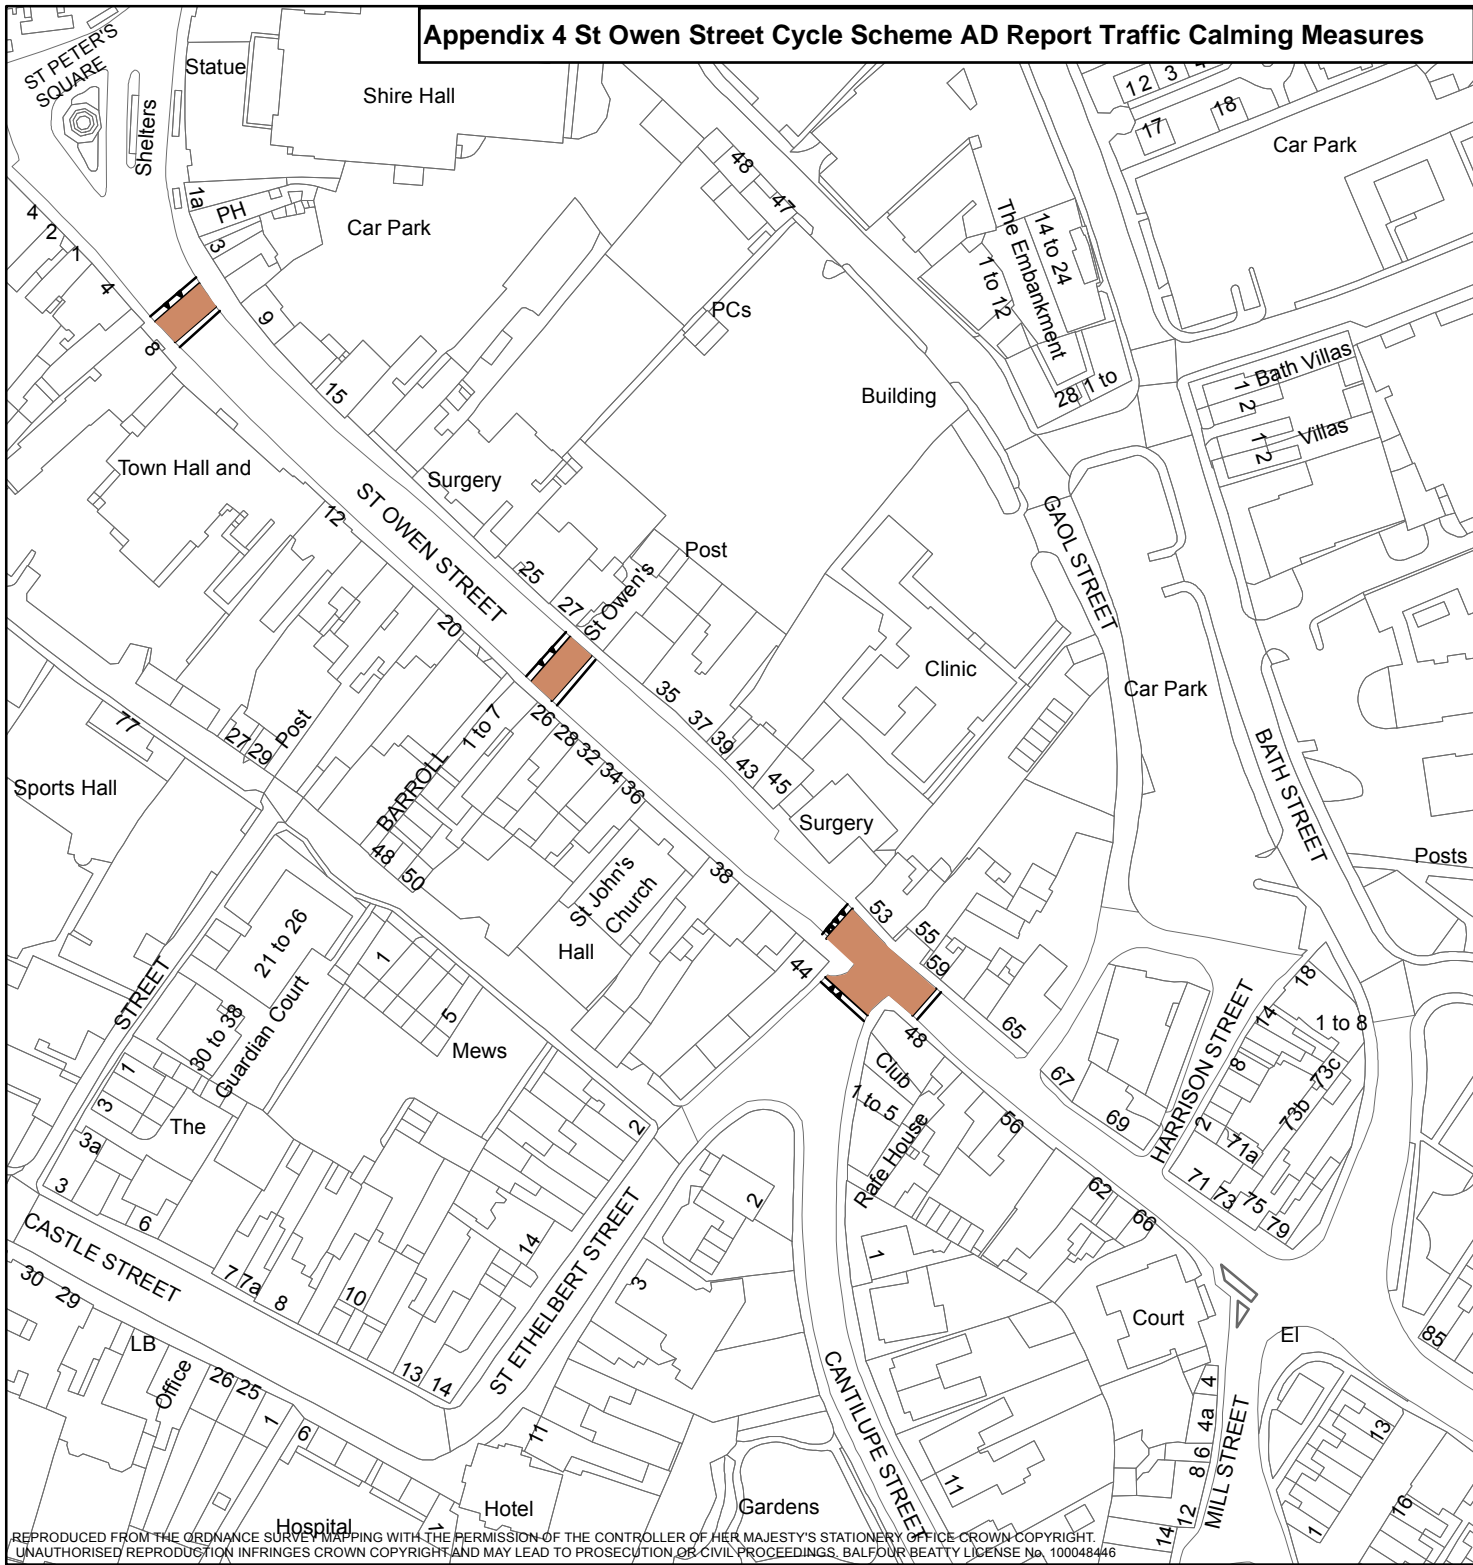 Appendix 4 St Owen Street Cycle Scheme AD Report Traffic Calming Measures
ST PETER'S
SQUARE
Statue
Shire Hall
Shelters
1 2 3
17
18
Car Park
48
47
1a
PH
3
Car Park
4
2
1
4
8
9
15
PCs
The Embankment
14 to 24
1 to 12
28 1 to
Building
Bath Villas
1
2
Villas
1
2
Town Hall and
12
ST OWEN STREET
Surgery
25
27
St Owen's
Post
GAOL STREET
20
Clinic
Car Park
BATH STREET
77
27
29
Post
Sports Hall
BARROLL
1 to 7
26
28
32
34
36
35
37
39
43
45
Surgery
Posts
48
50
38
St John's
Church
Hall
53
55
59
44
48
65
STREET
21 to 26
30 to 38
Guardian Court
1
5
Mews
1
3
The
3a
3
6
CASTLE STREET
30
29
7
7a
8
10
13
14
LB
Office
26
25
1
6
Hospital
7
Hotel
11
ST ETHELBERT STREET
14
2
3
2
Club
1 to 5
Rafe House
56
62
66
67
69
HARRISON STREET
18
14
8
2
1 to 8
73c
73b
71a
71
73
75
79
1
Court
El
85
CANTILUPE STREET
11
Gardens
4
4a
6
8
12
14
MILL STREET
13
16
1
REPRODUCED FROM THE ORDNANCE SURVEY MAPPING WITH THE PERMISSION OF THE CONTROLLER OF HER MAJESTY'S STATIONERY OFFICE CROWN COPYRIGHT.
UNAUTHORISED REPRODUCTION INFRINGES CROWN COPYRIGHT AND MAY LEAD TO PROSECUTION OR CIVIL PROCEEDINGS. BALFOUR BEATTY LICENSE No. 100048446